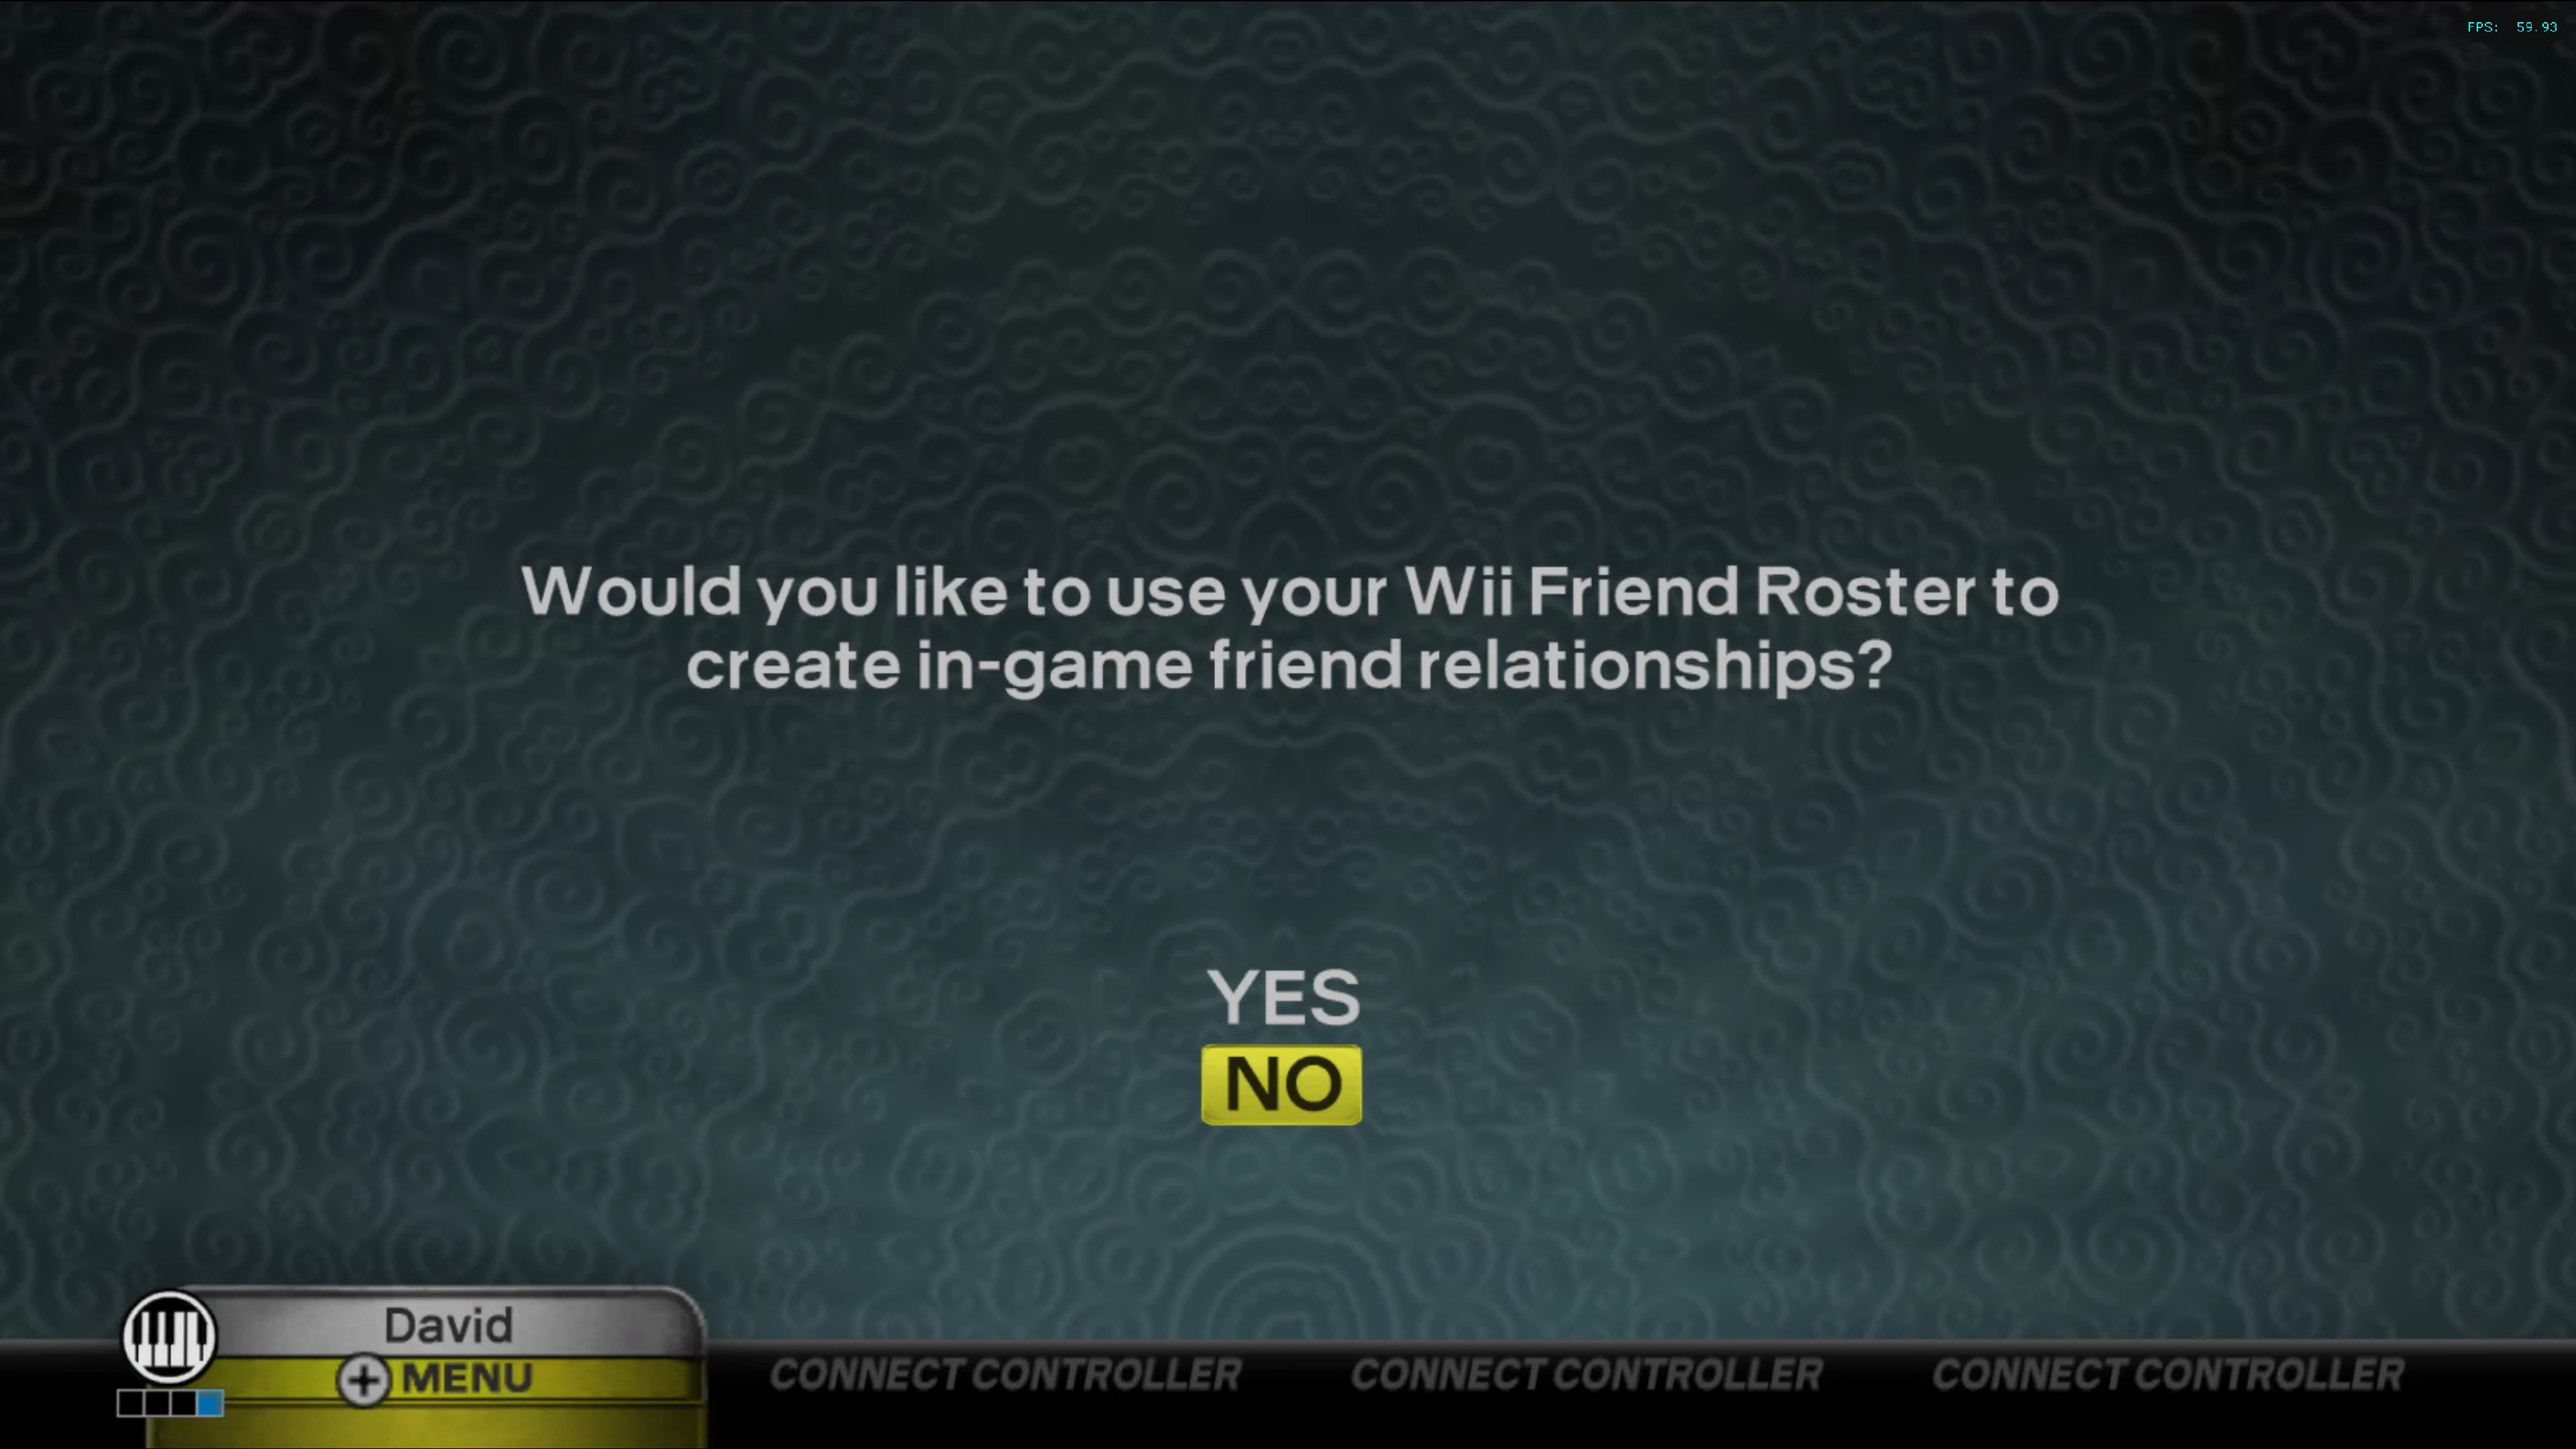 FPS: 59.93
Would you like to use your Wii Friend Roster to
create in-game friend relationships?
YES
NO
David
MENU
CONNECT CONTROLLER
CONNECT CONTROLLER
CONNECT CONTROLLER